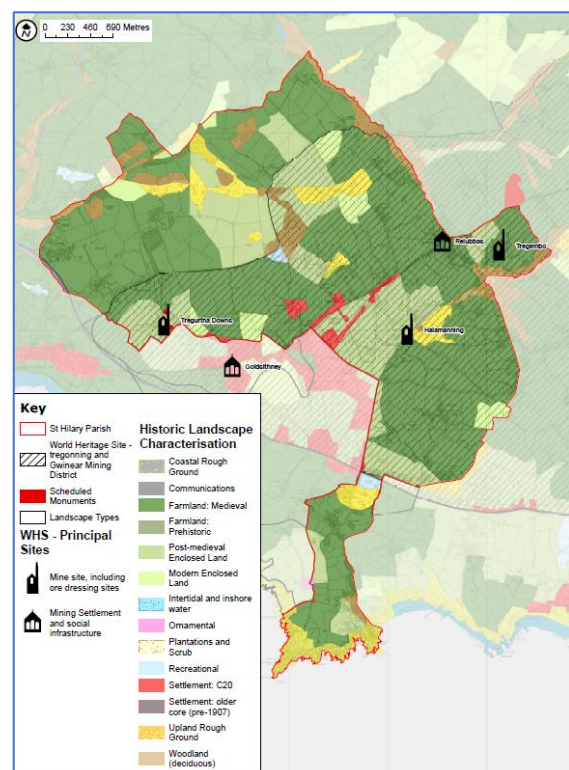 N
0 230 460 690 Metres
Relubbas
Tregembo
Tregurtha Downs
Halamanning
Goldsithney
Key
St Hilary Parish
World Heritage Site -
tregonning and
Gwinear Mining
District
Scheduled
Monuments
Landscape Types
WHS - Principal
Sites
Mine site, including
ore dressing sites
Mining Settlement
and social
infrastructure
Historic Landscape
Characterisation
Coastal Rough
Ground
Communications
Farmland: Medieval
Farmland:
Prehistoric
Post-medieval
Enclosed Land
Modern Enclosed
Land
Intertidal and inshore
water
Ornamental
Plantations and
Scrub
Recreational
Settlement: C20
Settlement: older
core (pre-1907)
Upland Rough
Ground
Woodland
(deciduous)